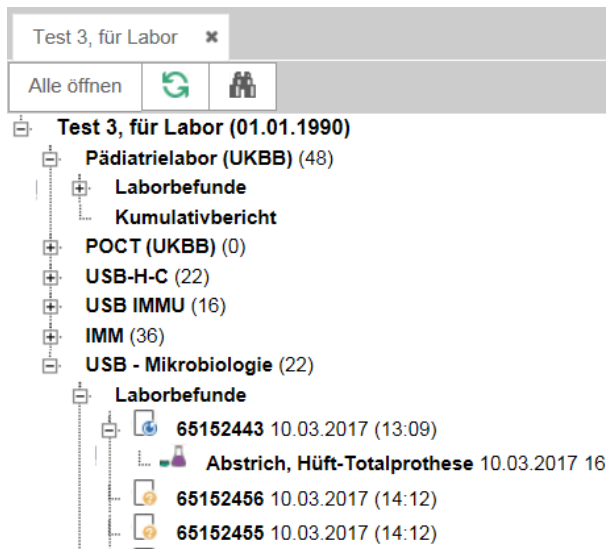 Test 3, für Labor ✖
Alle öffnen
Test 3, für Labor (01.01.1990)
Pädiatrielabor (UKBB) (48)
Laborbefunde
Kumulativbericht
POCT (UKBB) (0)
USB-H-C (22)
USB IMMU (16)
IMM (36)
USB - Mikrobiologie (22)
Laborbefunde
65152443 10.03.2017 (13:09)
Abstrich, Hüft-Totalprothese 10.03.2017 16
65152456 10.03.2017 (14:12)
65152455 10.03.2017 (14:12)